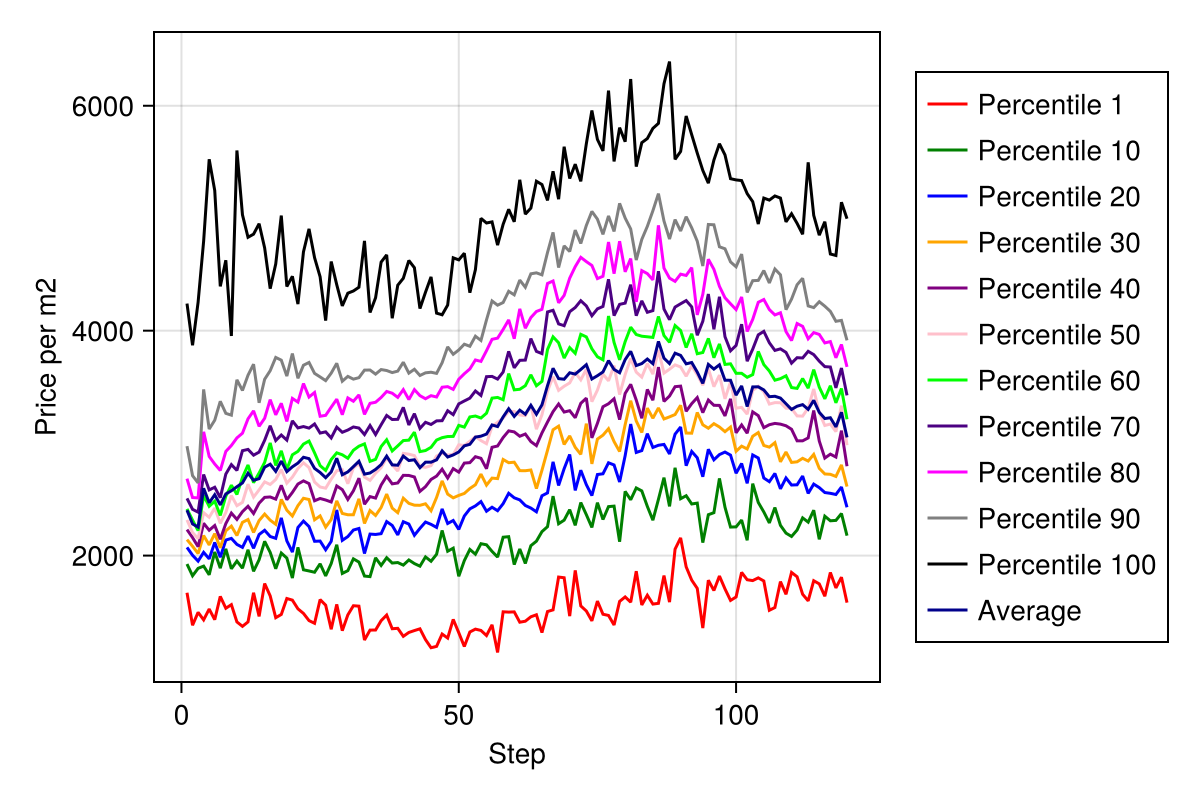 Price per m2
6000
4000
2000
0
50
100
Step
Percentile 1
Percentile 10
Percentile 20
Percentile 30
Percentile 40
Percentile 50
Percentile 60
Percentile 70
Percentile 80
Percentile 90
Percentile 100
Average